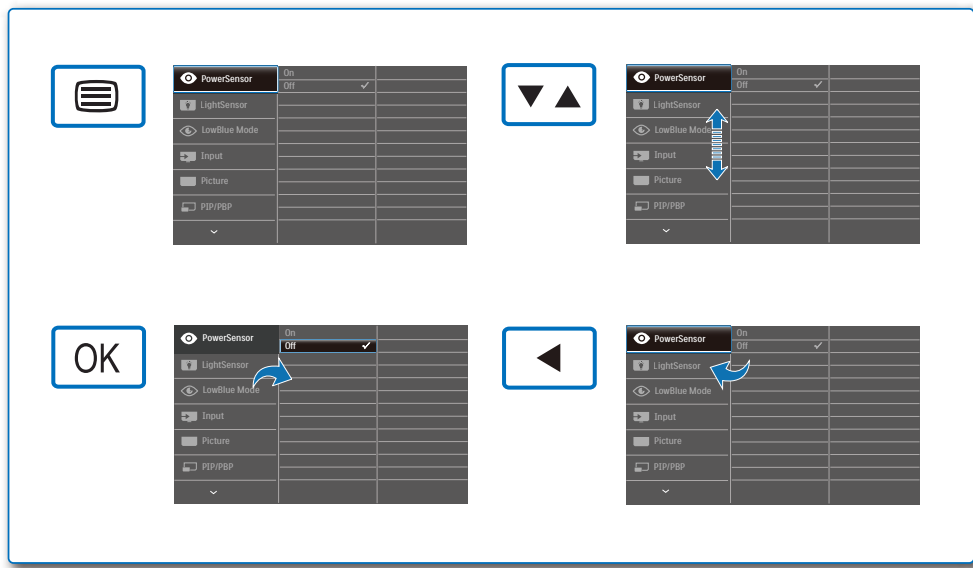 PowerSensor
On
Off
LightSensor
LowBlue Mode
Input
Picture
PIP/PBP
PowerSensor
On
Off
LightSensor
LowBlue Mode
Input
Picture
PIP/PBP
OK
PowerSensor
On
Off
LightSensor
LowBlue Mode
Input
Picture
PIP/PBP
PowerSensor
On
Off
LightSensor
LowBlue Mode
Input
Picture
PIP/PBP